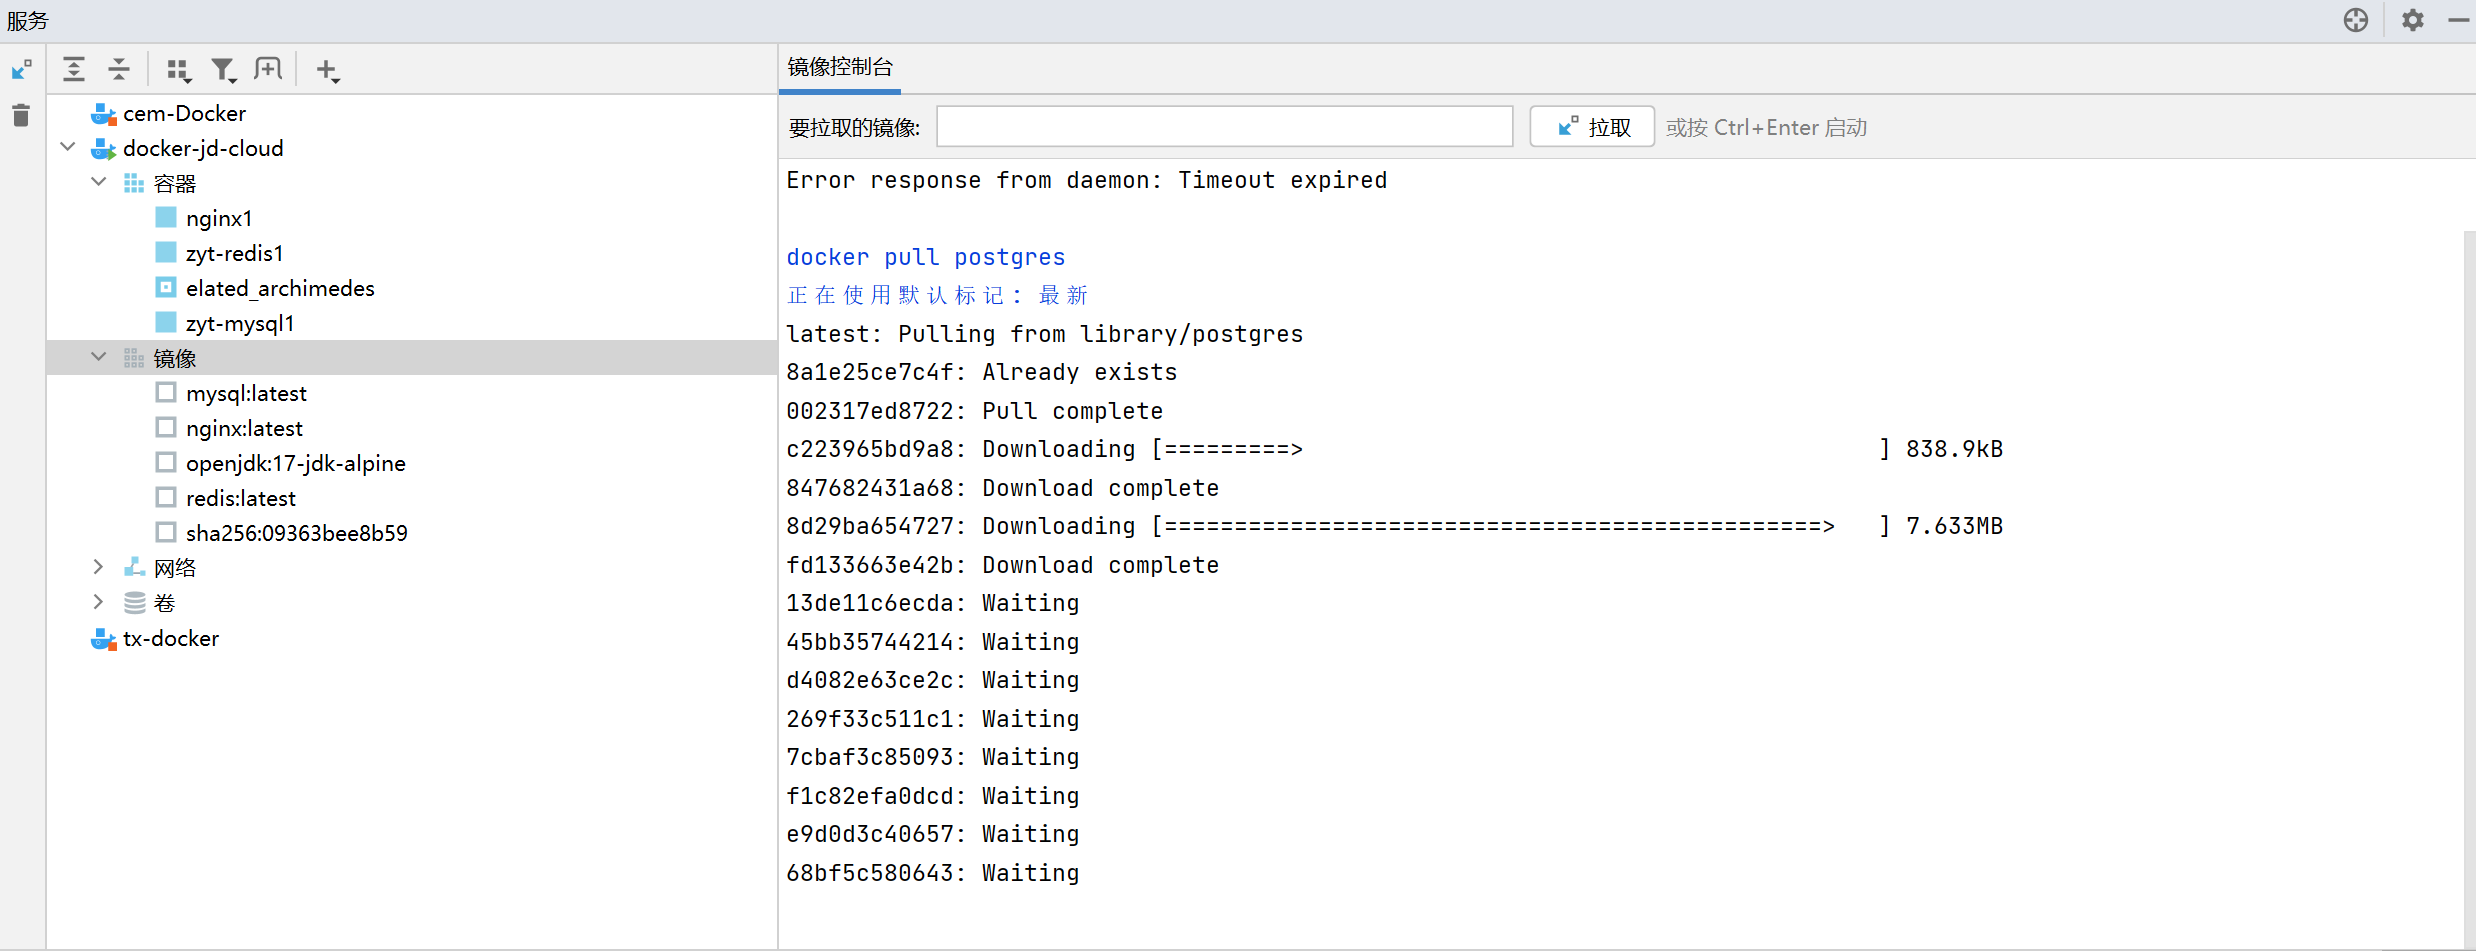 服务
cem-Docker
docker-jd-cloud
容器
nginx1
zyt-redis1
elated_archimedes
zyt-mysql1
镜像
mysql:latest
nginx:latest
openjdk:17-jdk-alpine
redis:latest
sha256:09363bee8b59
网络
卷
tx-docker
镜像控制台
要拉取的镜像: 拉取 或按 Ctrl+Enter 启动
Error response from daemon: Timeout expired
docker pull postgres
正在使用默认标记: 最新
latest: Pulling from library/postgres
8a1e25ce7c4f: Already exists
002317ed8722: Pull complete
c223965bd9a8: Downloading [=========> ] 838.9kB
847682431a68: Download complete
8d29ba654727: Downloading [===============================================> ] 7.633MB
fd133663e42b: Download complete
13de11c6ecda: Waiting
45bb35744214: Waiting
d4082e63ce2c: Waiting
269f33c511c1: Waiting
7cbaf3c85093: Waiting
f1c82efa0dcd: Waiting
e9d0d3c40657: Waiting
68bf5c580643: Waiting